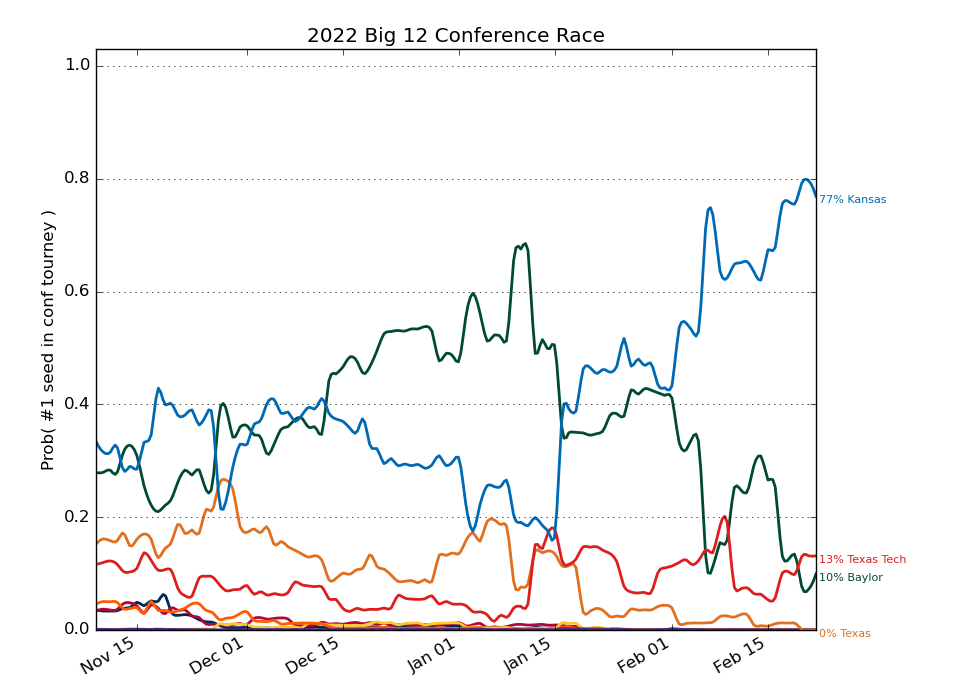 2022 Big 12 Conference Race
Prob( #1 seed in conf tourney )
1.0
0.8
0.6
0.4
0.2
0.0
77% Kansas
13% Texas Tech
10% Baylor
0% Texas
Nov 15
Dec 01
Dec 15
Jan 01
Jan 15
Feb 01
Feb 15